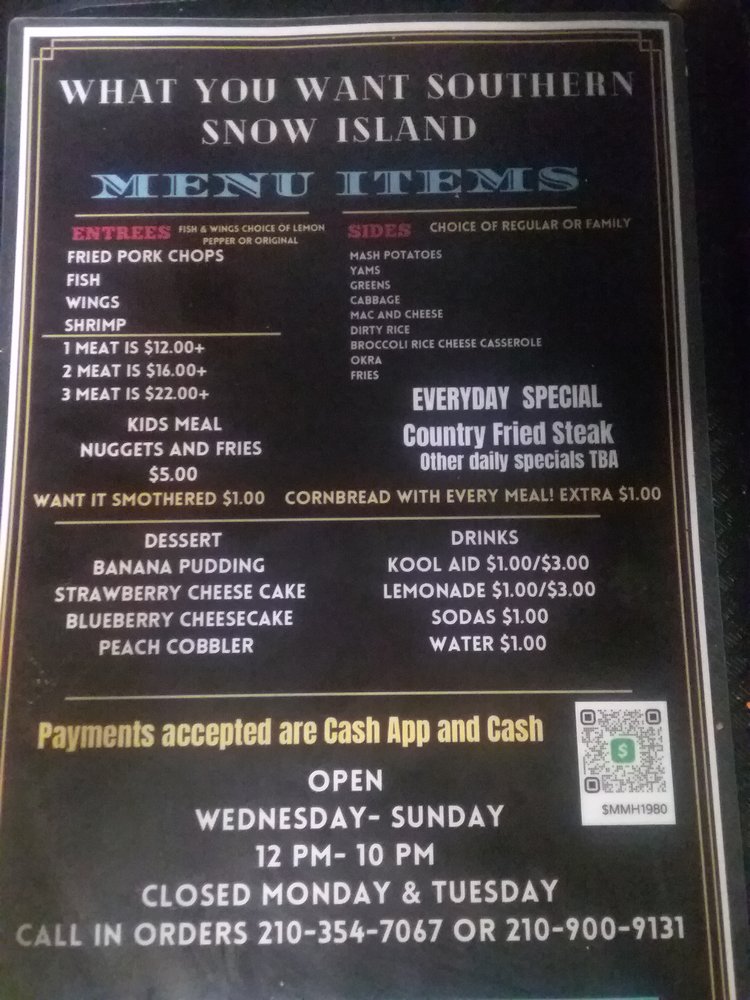 WHAT YOU WANT SOUTHERN
SNOW ISLAND
MENU ITEMS
ENTREES FISH & WINGS CHOICE OF LEMON
PEPPER OR ORIGINAL
FRIED PORK CHOPS
FISH
WINGS
SHRIMP
1 MEAT IS $12.00+
2 MEAT IS $16.00+
3 MEAT IS $22.00+
KIDS MEAL
NUGGETS AND FRIES
$5.00
SIDES CHOICE OF REGULAR OR FAMILY
MASH POTATOES
YAMS
GREENS
CABBAGE
MAC AND CHEESE
DIRTY RICE
BROCCOLI RICE CHEESE CASSEROLE
OKRA
FRIES
EVERYDAY SPECIAL
Country Fried Steak
Other daily specials TBA
WANT IT SMOTHERED $1.00 CORNBREAD WITH EVERY MEAL! EXTRA $1.00
DESSERT
BANANA PUDDING
STRAWBERRY CHEESE CAKE
BLUEBERRY CHEESECAKE
PEACH COBBLER
DRINKS
KOOL AID $1.00/$3.00
LEMONADE $1.00/$3.00
SODAS $1.00
WATER $1.00
Payments accepted are Cash App and Cash
$
$MMH1980
OPEN
WEDNESDAY- SUNDAY
12 PM- 10 PM
CLOSED MONDAY & TUESDAY
CALL IN ORDERS 210-354-7067 OR 210-900-9131